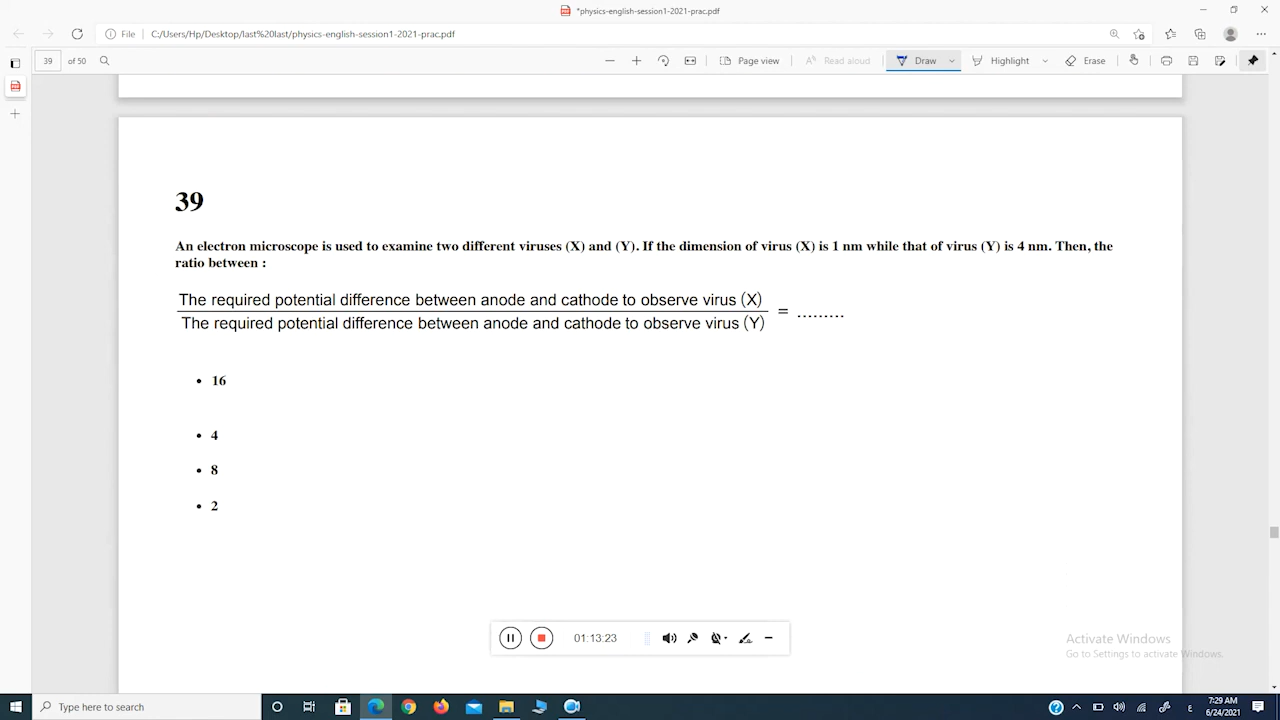 *physics-english-session1-2021-prac.pdf
File C:/Users/Hp/Desktop/last%20last/physics-english-session1-2021-prac.pdf
39 of 50 Page view Read aloud Draw Highlight Erase
39
An electron microscope is used to examine two different viruses (X) and (Y). If the dimension of virus (X) is 1 nm while that of virus (Y) is 4 nm. Then, the
ratio between :
The required potential difference between anode and cathode to observe virus (X)
The required potential difference between anode and cathode to observe virus (Y)
= .........
• 16
• 4
• 8
• 2
01:13:23
Activate Windows
Go to Settings to activate Windows.
Type here to search
7:29 AM
6/24/2021